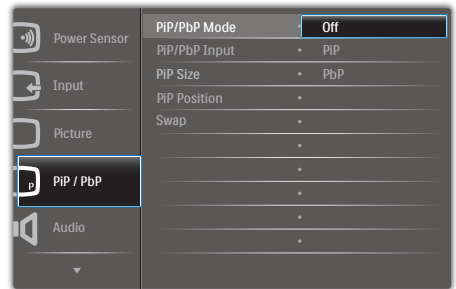 Power Sensor
Input
Picture
P
PiP / PbP
Audio
PiP/PbP Mode • Off
PiP/PbP Input • PiP
PiP Size • PbP
PiP Position •
Swap •
•
•
•
•
•